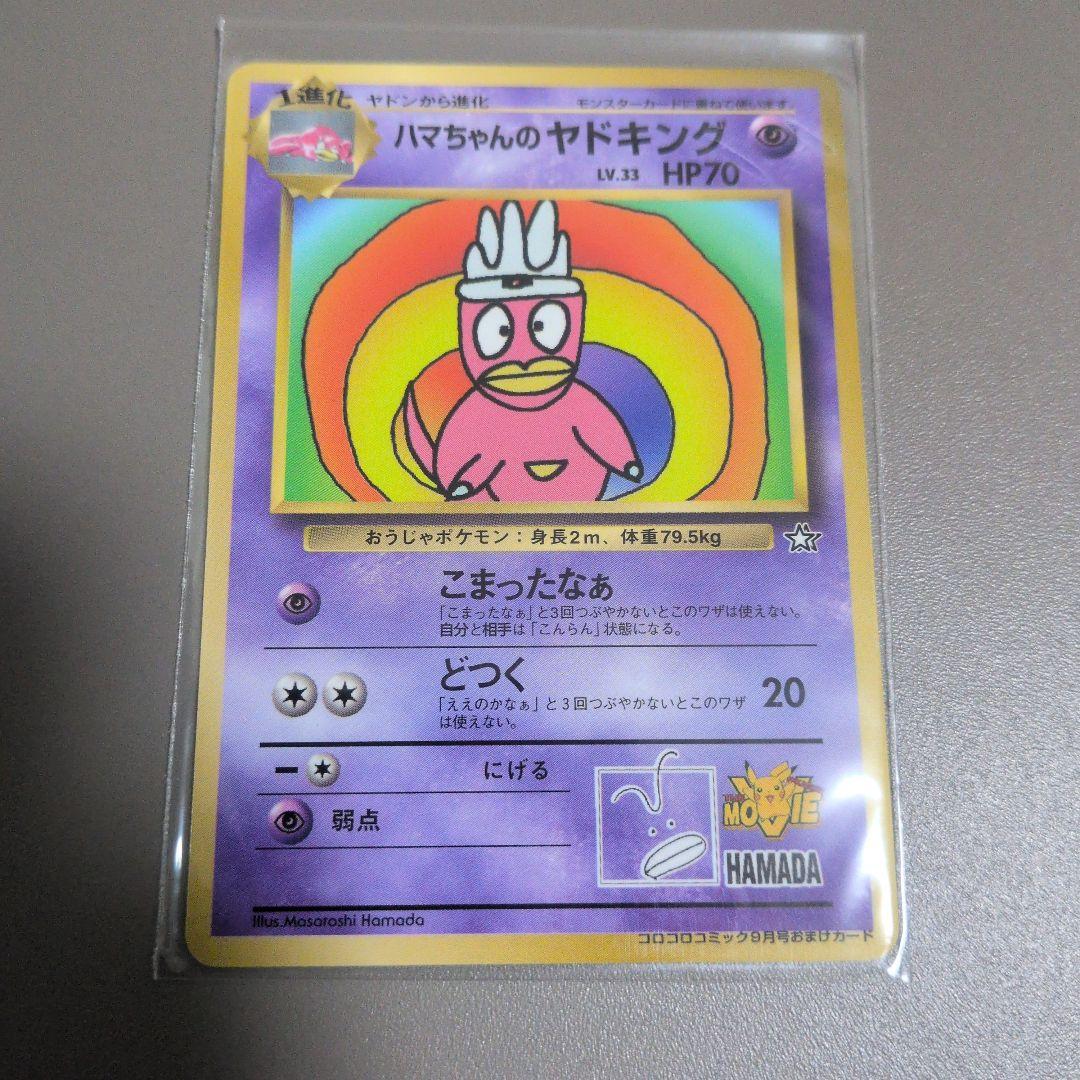 1進化
ヤドンから進化
モンスターカードに重ねて使います。
ハマちゃんのヤドキング
LV.33 HP70
おうじゃポケモン：身長2m、体重79.5kg
こまったなぁ
「こまったなぁ」と3回つぶやかないとこのワザは使えない。
自分と相手は「こんらん」状態になる。
どつく
「ええのかなぁ」と3回つぶやかないとこのワザ
は使えない。
20
にげる
弱点
MOVIE
HAMADA
Illus.Masatoshi Hamada
コロコロコミック9月号おまけカード